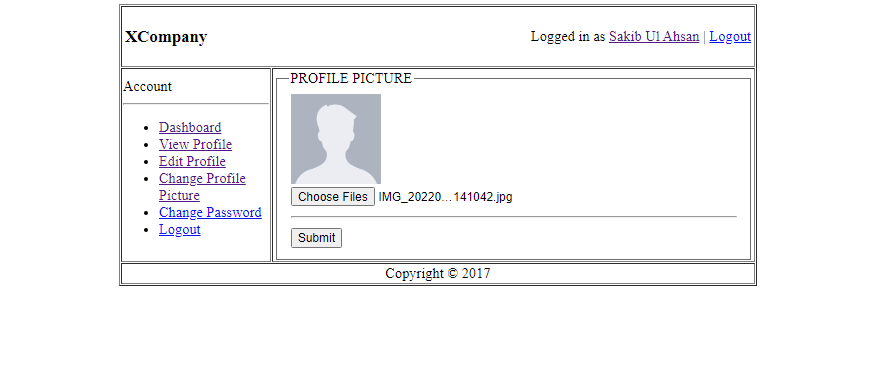 XCompany
Logged in as Sakib Ul Ahsan | Logout
Account
Dashboard
View Profile
Edit Profile
Change Profile
Picture
Change Password
Logout
PROFILE PICTURE
Choose Files IMG_20220...141042.jpg
Submit
Copyright © 2017